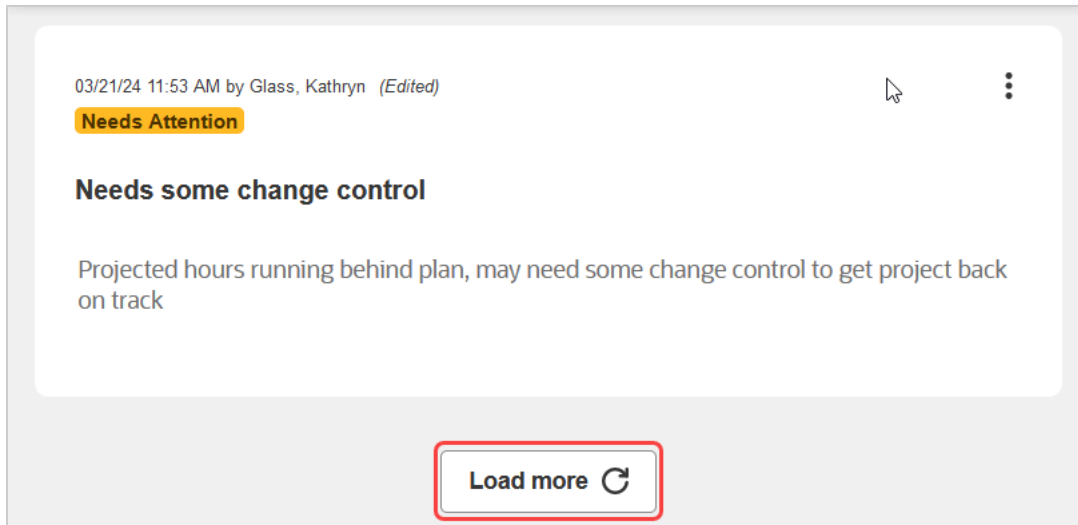 03/21/24 11:53 AM by Glass, Kathryn (Edited)
Needs Attention
Needs some change control
Projected hours running behind plan, may need some change control to get project back
on track
Load more